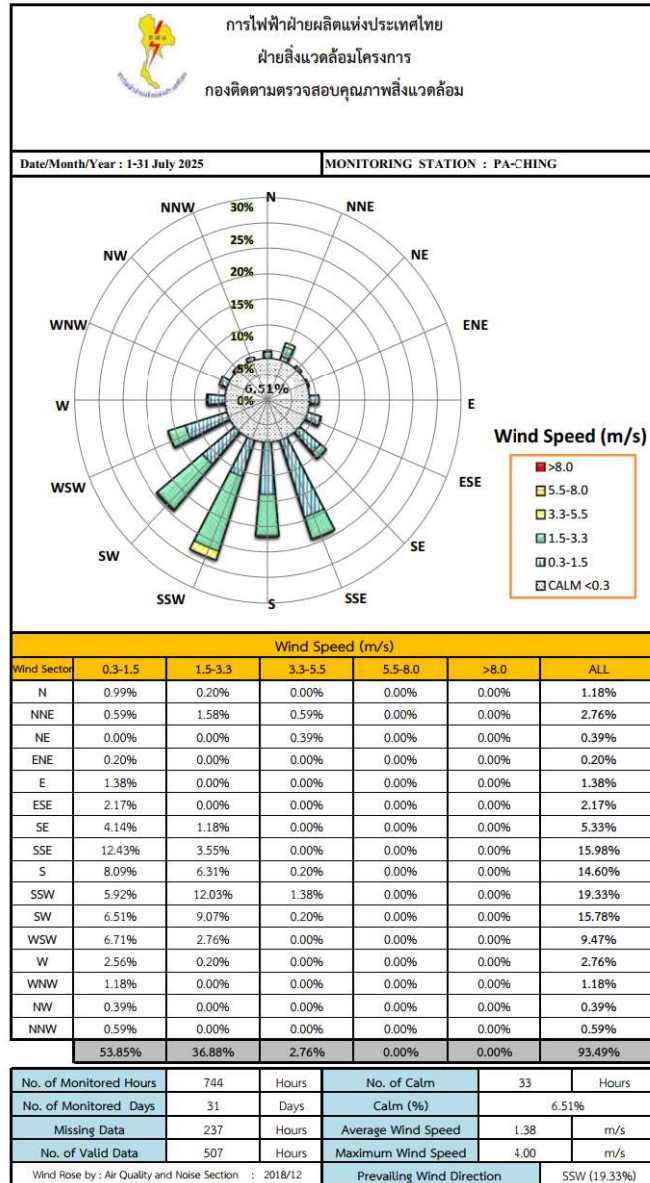 การไฟฟ้าฝ่ายผลิตแห่งประเทศไทย
ฝ่ายสิ่งแวดล้อมโครงการ
กองติดตามตรวจสอบคุณภาพสิ่งแวดล้อม
Date/Month/Year : 1-31 July 2025 MONITORING STATION : PA-CHING
N
NNE
NE
ENE
E
ESE
SE
SSE
S
SSW
SW
WSW
W
WNW
NW
NNW
30%
25%
20%
15%
10%
5%
0%
6.51%
Wind Speed (m/s)
>8.0
5.5-8.0
3.3-5.5
1.5-3.3
0.3-1.5
CALM <0.3
Wind Speed (m/s)
Wind Sector 0.3-1.5 1.5-3.3 3.3-5.5 5.5-8.0 >8.0 ALL
N 0.99% 0.20% 0.00% 0.00% 0.00% 1.18%
NNE 0.59% 1.58% 0.59% 0.00% 0.00% 2.76%
NE 0.00% 0.00% 0.39% 0.00% 0.00% 0.39%
ENE 0.20% 0.00% 0.00% 0.00% 0.00% 0.20%
E 1.38% 0.00% 0.00% 0.00% 0.00% 1.38%
ESE 2.17% 0.00% 0.00% 0.00% 0.00% 2.17%
SE 4.14% 1.18% 0.00% 0.00% 0.00% 5.33%
SSE 12.43% 3.55% 0.00% 0.00% 0.00% 15.98%
S 8.09% 6.31% 0.20% 0.00% 0.00% 14.60%
SSW 5.92% 12.03% 1.38% 0.00% 0.00% 19.33%
SW 6.51% 9.07% 0.20% 0.00% 0.00% 15.78%
WSW 6.71% 2.76% 0.00% 0.00% 0.00% 9.47%
W 2.56% 0.20% 0.00% 0.00% 0.00% 2.76%
WNW 1.18% 0.00% 0.00% 0.00% 0.00% 1.18%
NW 0.39% 0.00% 0.00% 0.00% 0.00% 0.39%
NNW 0.59% 0.00% 0.00% 0.00% 0.00% 0.59%
53.85% 36.88% 2.76% 0.00% 0.00% 93.49%
No. of Monitored Hours 744 Hours No. of Calm 33 Hours
No. of Monitored Days 31 Days Calm (%) 6.51%
Missing Data 237 Hours Average Wind Speed 1.38 m/s
No. of Valid Data 507 Hours Maximum Wind Speed 4.00 m/s
Wind Rose by : Air Quality and Noise Section : 2018/12 Prevailing Wind Direction SSW (19.33%)